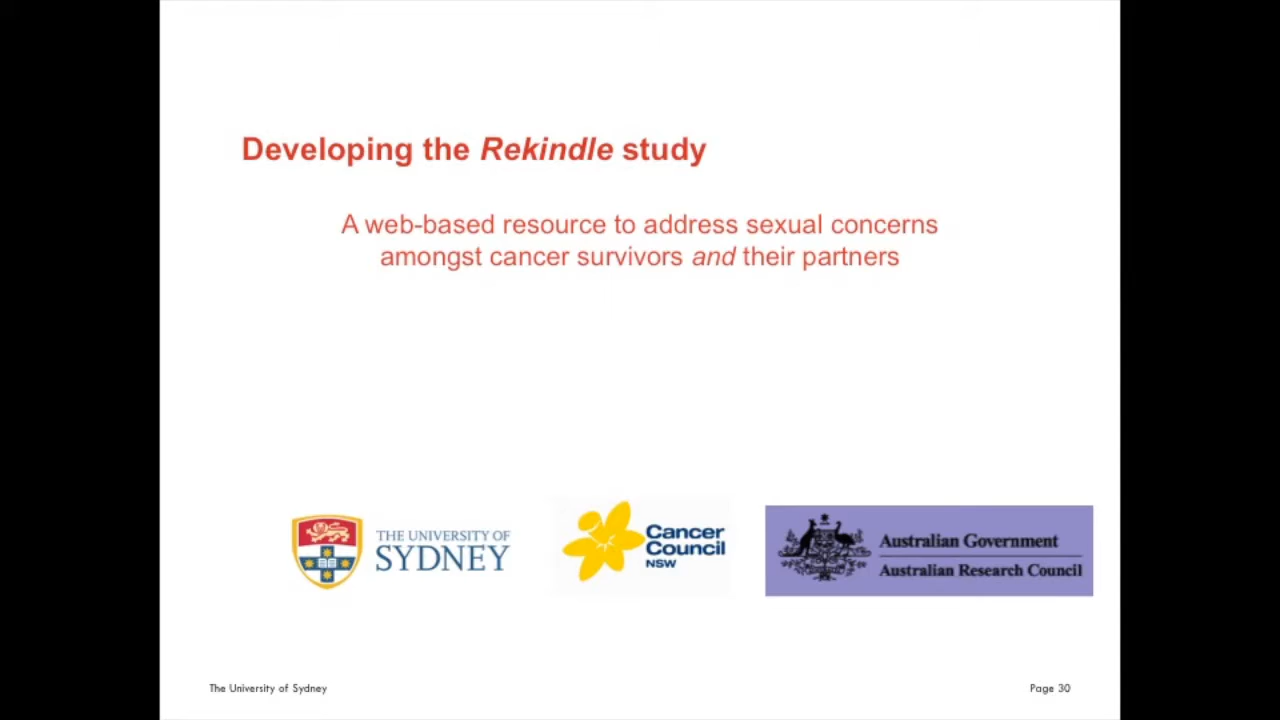 Developing the Rekindle study
A web-based resource to address sexual concerns
amongst cancer survivors and their partners
THE UNIVERSITY OF
SYDNEY
Cancer
Council
NSW
Australian Government
Australian Research Council
The University of Sydney
Page 30